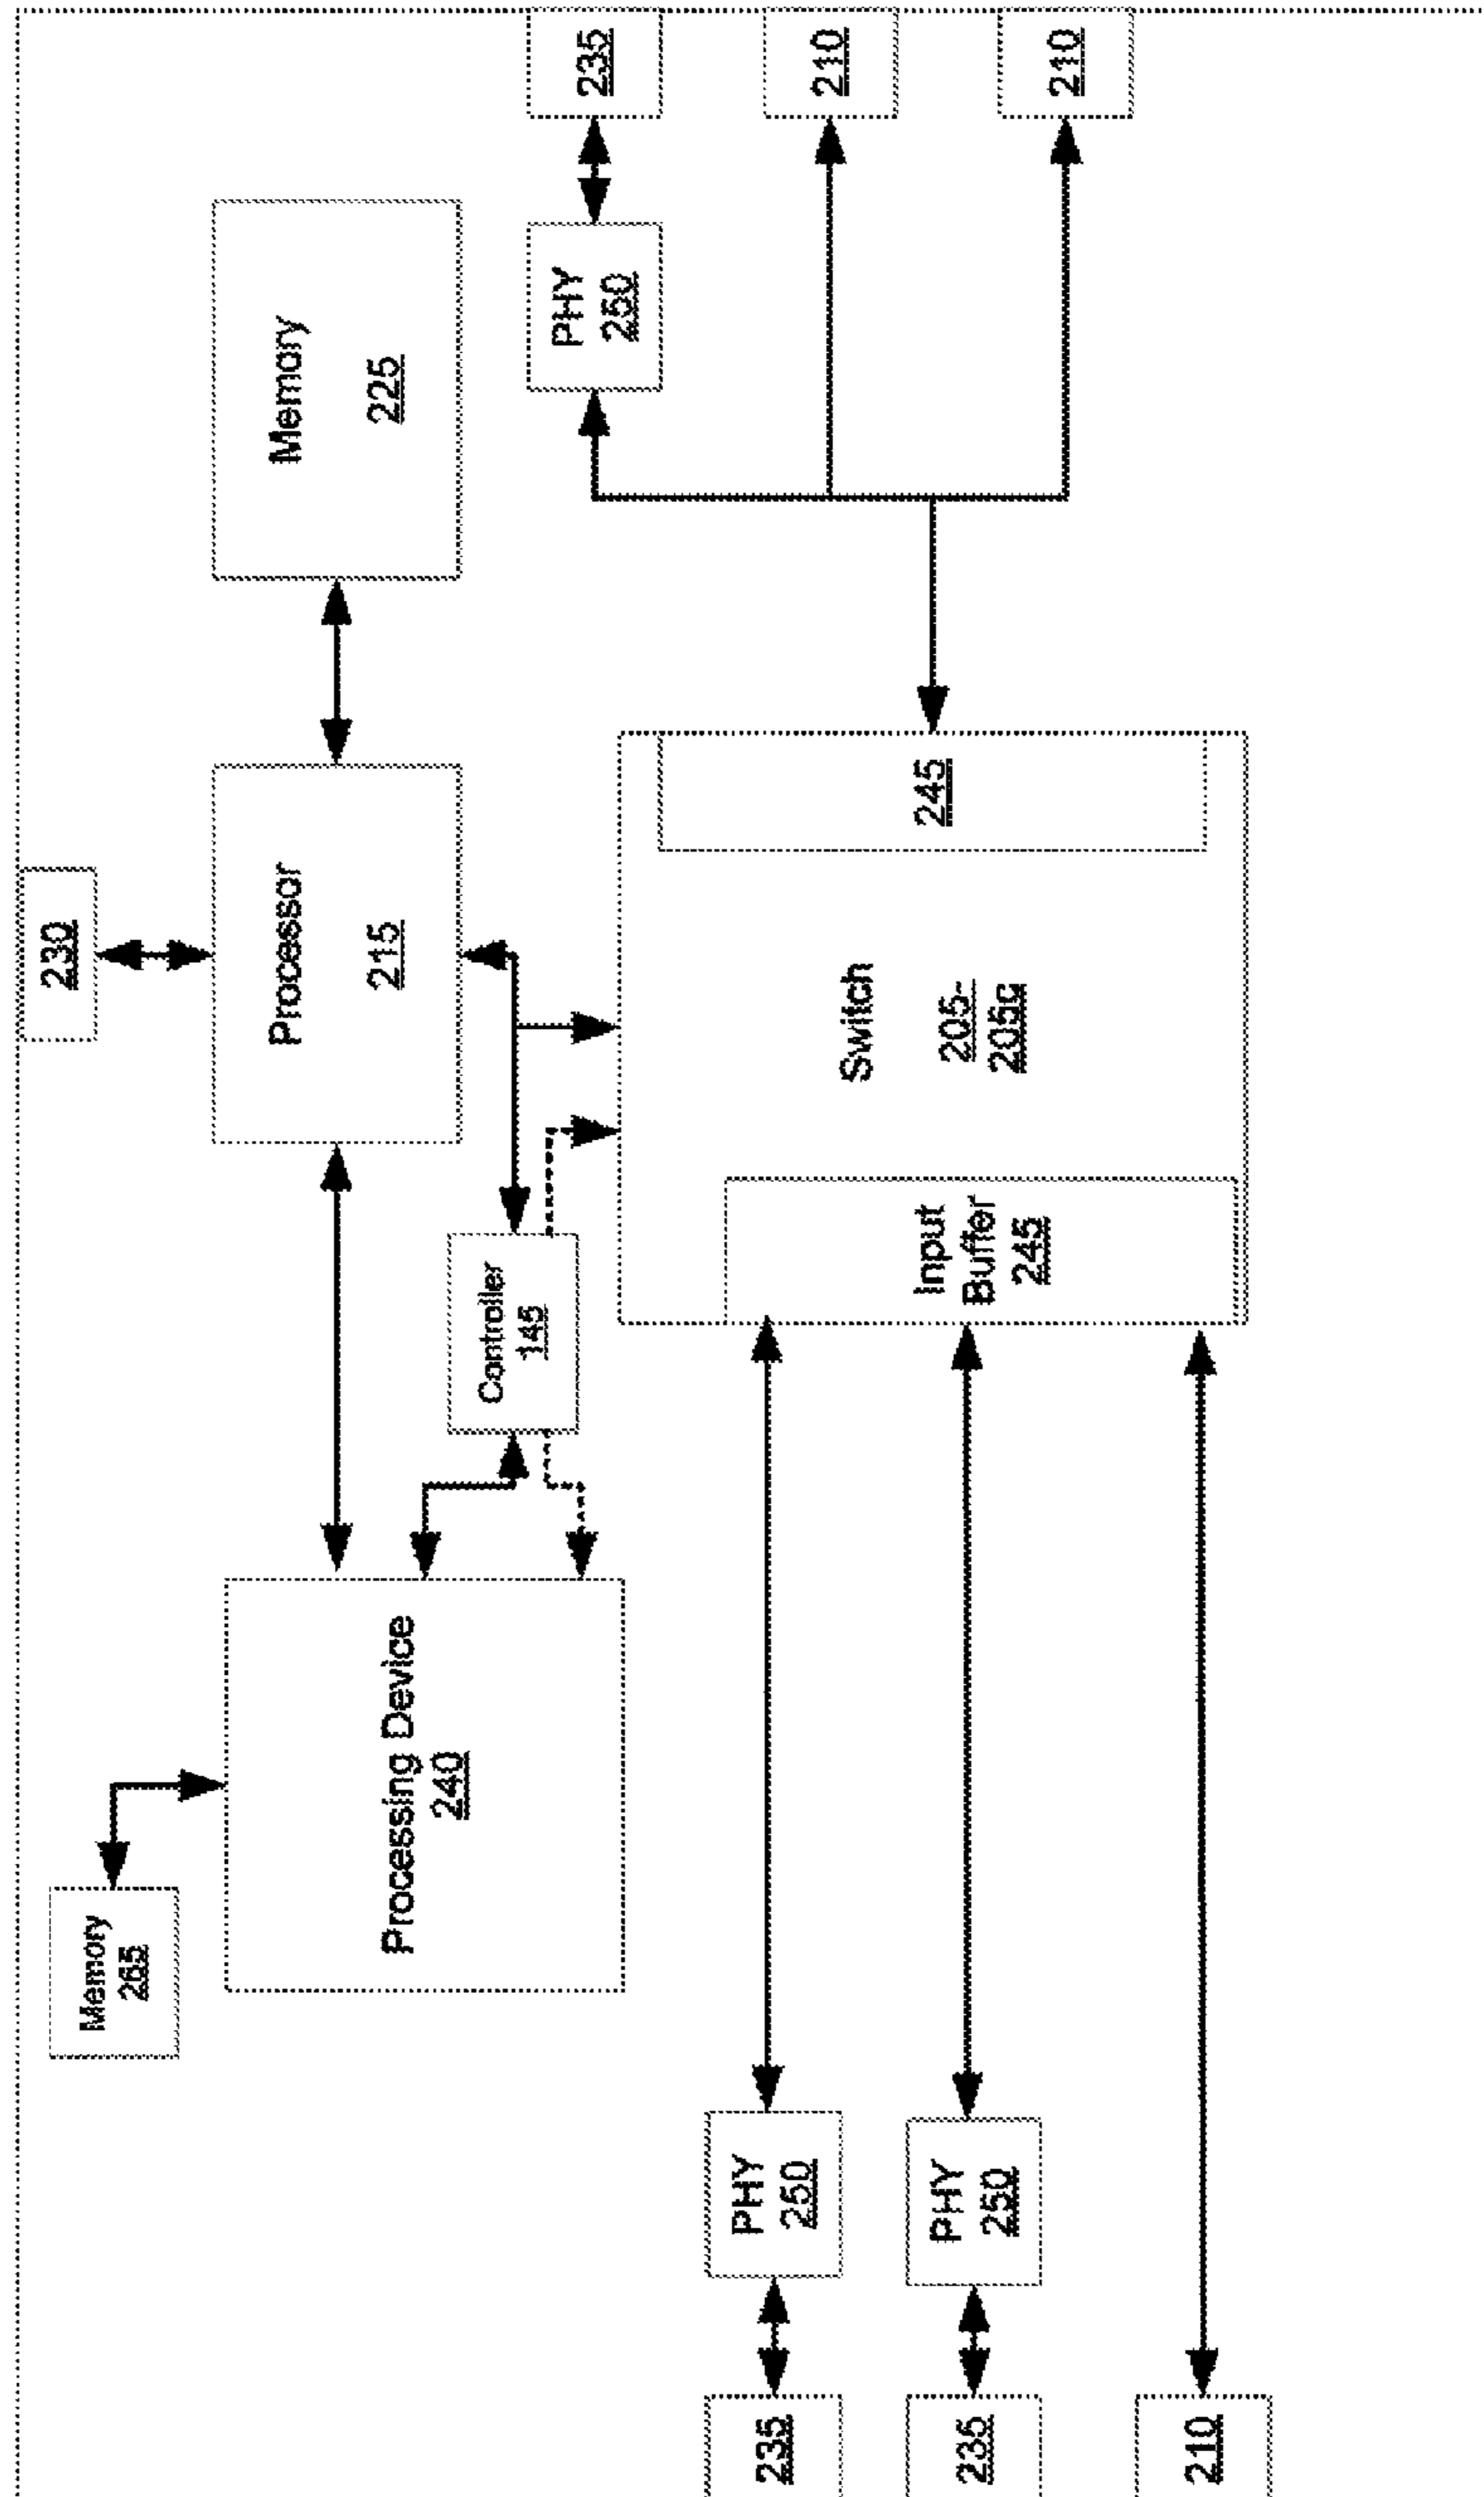 Memory
265
230
Processing Device
240
Processor
215
Memory
225
Controller
145
PHY
250
235
235
PHY
250
Switch
205-
205g
210
235
PHY
250
Input
Buffer
245
245
210
210